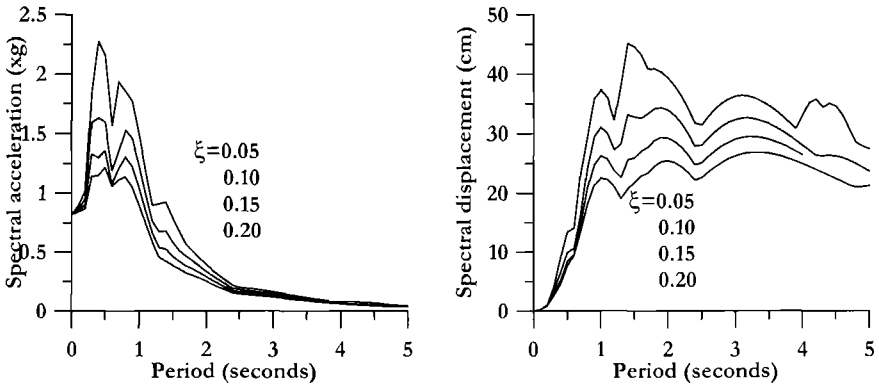 Spectral acceleration (xg)
2.5
2
1.5
1
0.5
0
ξ=0.05
0.10
0.15
0.20
0 1 2 3 4 5
Period (seconds)
Spectral displacement (cm)
50
40
30
20
10
0
ξ=0.05
0.10
0.15
0.20
0 1 2 3 4 5
Period (seconds)